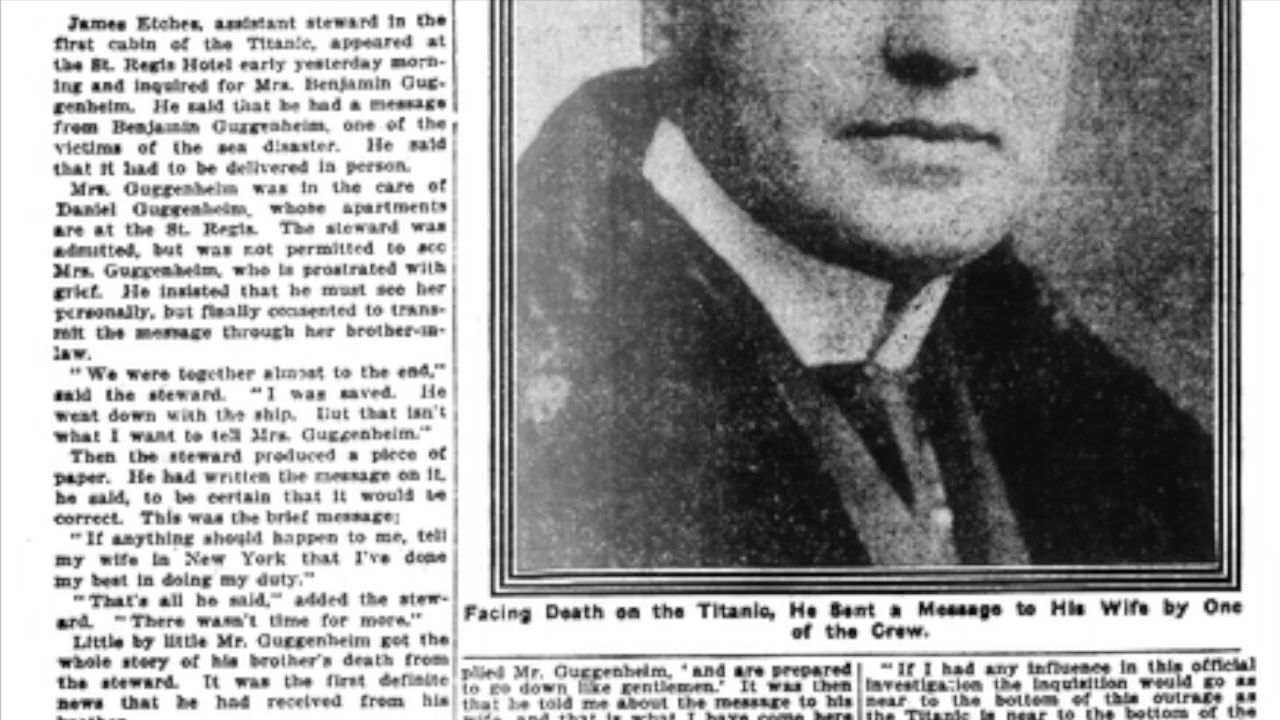 James Etches, assistant steward in the
first cabin of the Titanic, appeared at
the St. Regis Hotel early yesterday morn-
ing and inquired for Mrs. Benjamin Gug-
genheim. He said that he had a message
from Benjamin Guggenheim, one of the
victims of the sea disaster. He said
that it had to be delivered in person.
Mrs. Guggenheim was in the care of
Daniel Guggenheim, whose apartments
are at the St. Regis. The steward was
admitted, but was not permitted to see
Mrs. Guggenheim, who is prostrated with
grief. He insisted that he must see her
personally, but finally consented to trans-
mit the message through her brother-in-
law.
"We were together almost to the end,"
said the steward. "I was saved. He
went down with the ship. But that isn't
what I want to tell Mrs. Guggenheim."
Then the steward produced a piece of
paper. He had written the message on it,
he said, to be certain that it would be
correct. This was the brief message:
"If anything should happen to me, tell
my wife in New York that I've done
my best in doing my duty."
"That's all he said," added the stew-
ard. "There wasn't time for more."
Little by little Mr. Guggenheim got the
whole story of his brother's death from
the steward. It was the first definite
news that he had received from his
brother.
Facing Death on the Titanic, He Sent a Message to His Wife by One
of the Crew.
plied Mr. Guggenheim, 'and are prepared
to go down like gentlemen.' It was then
that he told me about the message to his
wife, and that is what I have come here
"If I had any influence in this official
investigation the inquisition would go as
near to the bottom of this outrage as
the Titanic is near to the bottom of the